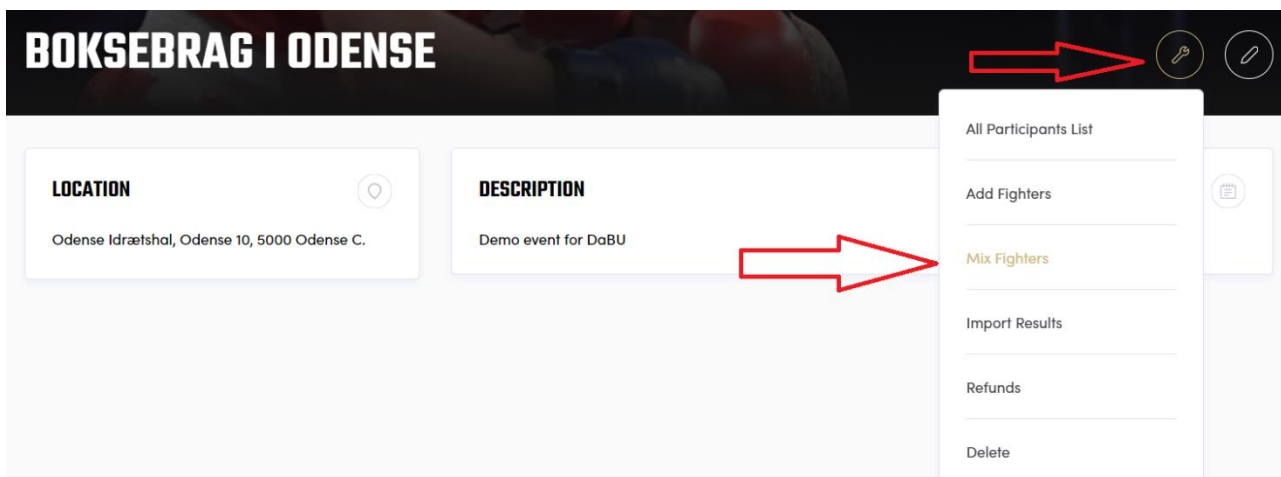 BOKSEBRAG I ODENSE
LOCATION
Odense Idrætshal, Odense 10, 5000 Odense C.
DESCRIPTION
Demo event for DaBU
All Participants List
Add Fighters
Mix Fighters
Import Results
Refunds
Delete